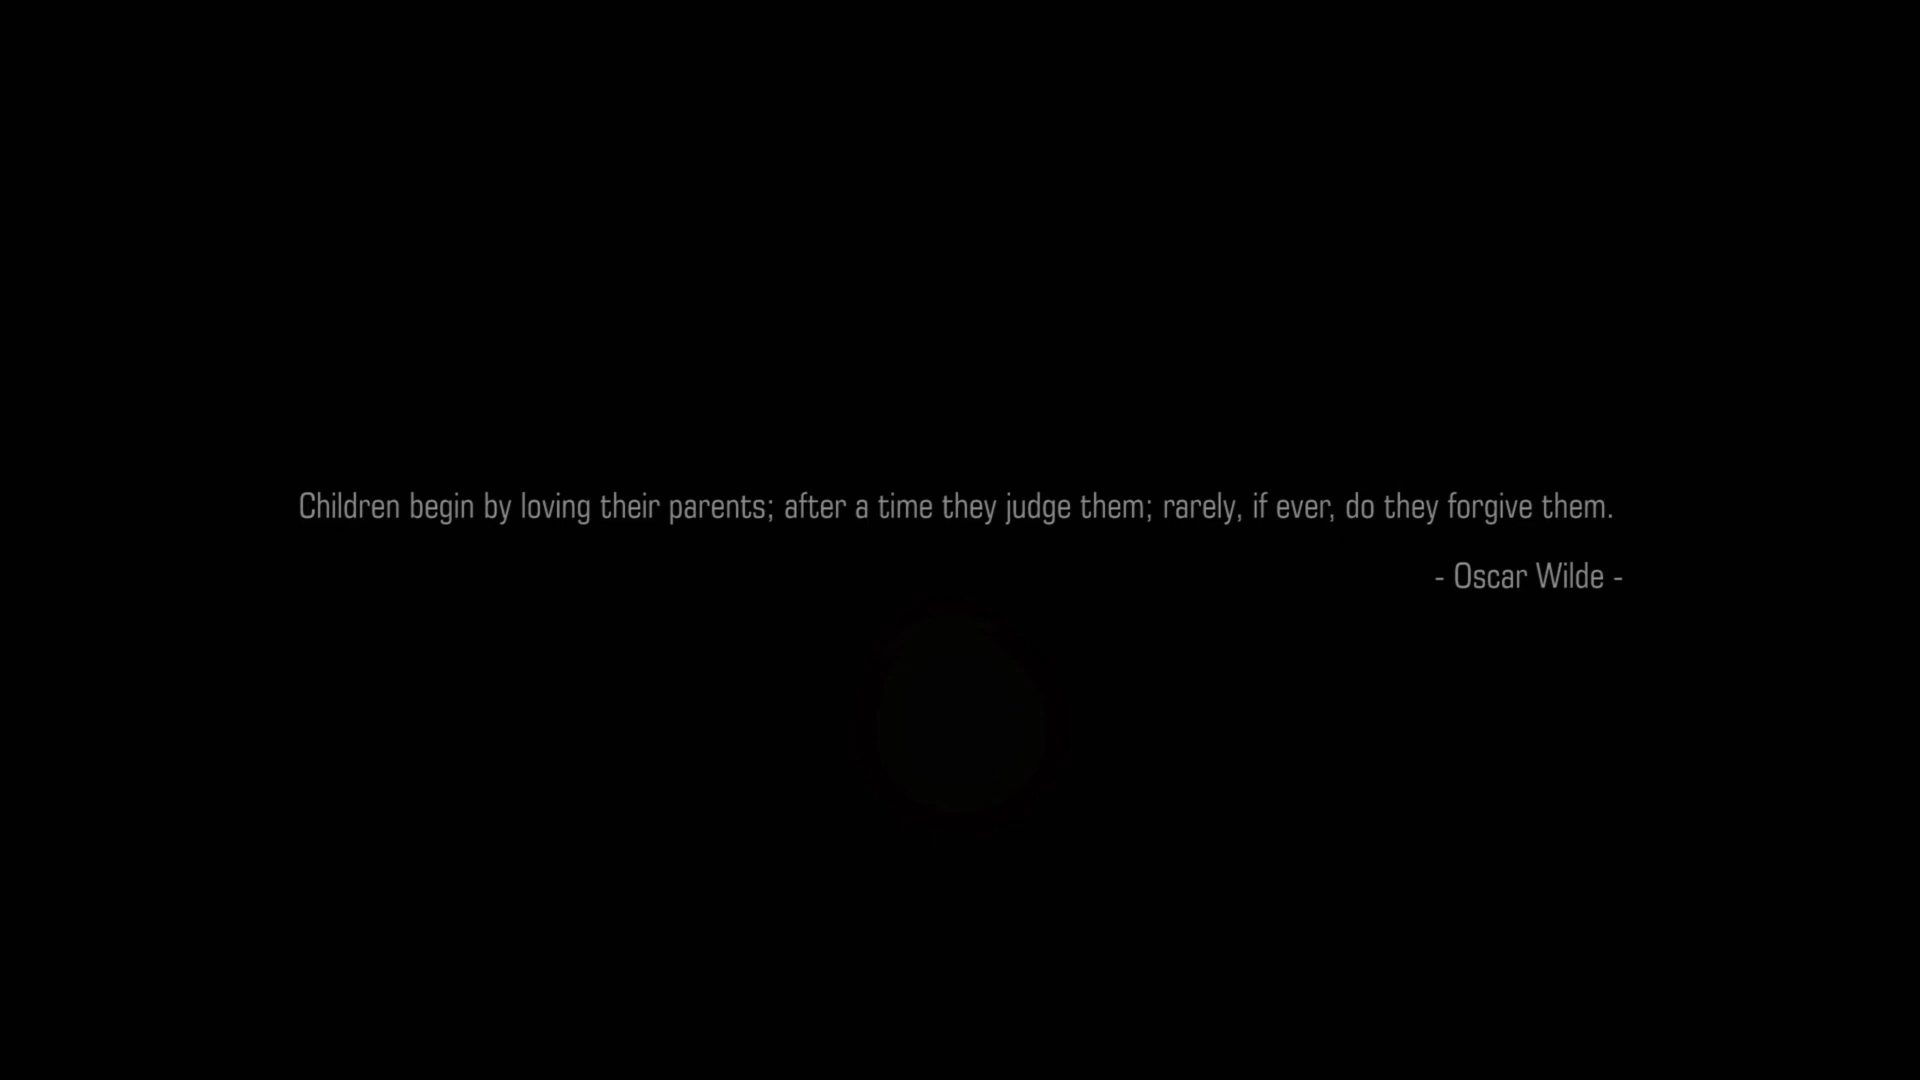 Children begin by loving their parents; after a time they judge them; rarely, if ever, do they forgive them.
- Oscar Wilde -